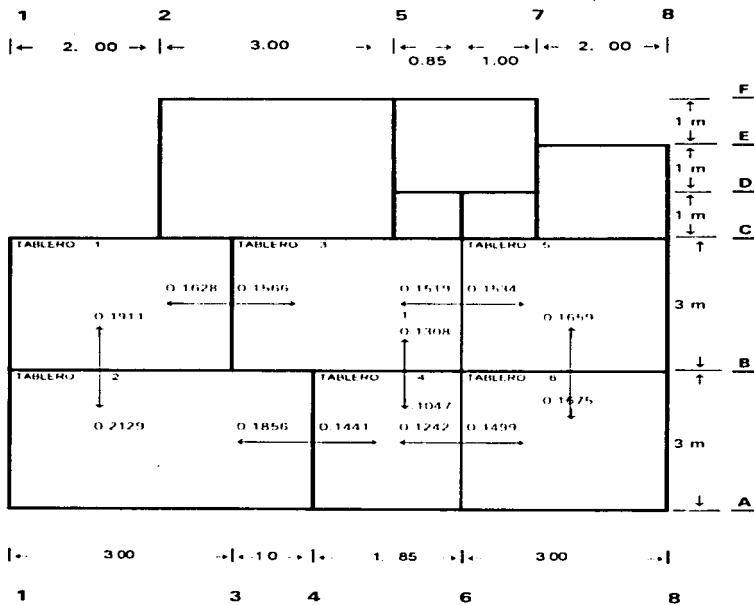 1 2 5 7 8
2. 00 3.00 0.85 1.00 2. 00
F
1 m
E
1 m
D
1 m
C
TABLERO 1 TABLERO 3 TABLERO 5
0.1628 0.1566 0.1519 0.1534
3 m
0.1911 1 0.1659
0.1308
B
TABLERO 2 TABLERO 4 TABLERO 6
.1047 0.1575
0.2129 0.1856 0.1441 0.1242 0.1499
3 m
A
3.00 1.0 1. 85 3.00
1 3 4 6 8